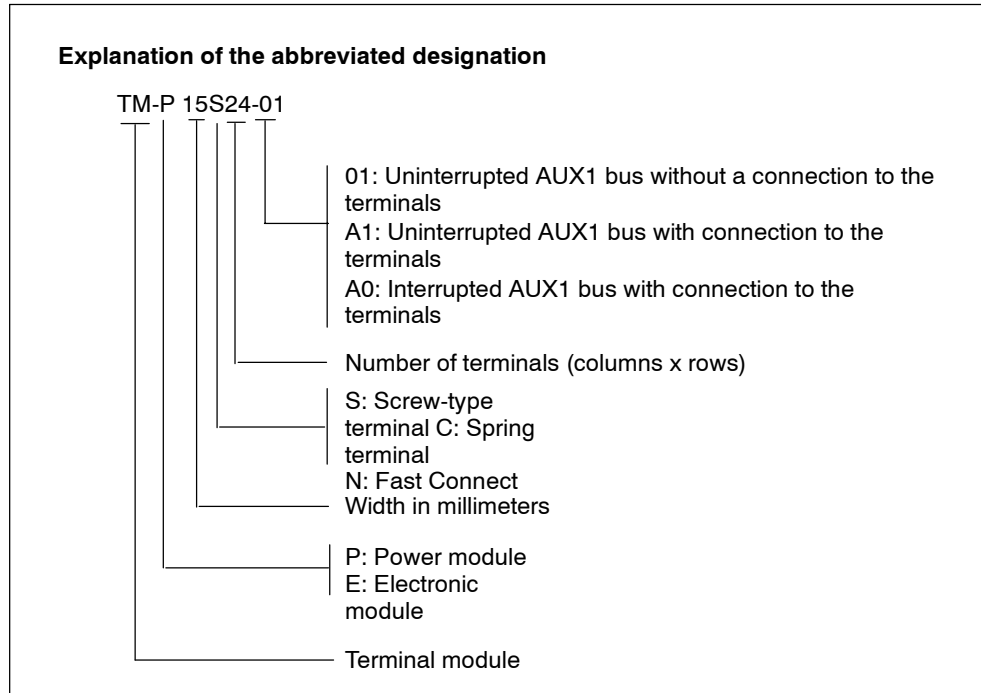 Explanation of the abbreviated designation
TM-P 15S24-01
01: Uninterrupted AUX1 bus without a connection to the
terminals
A1: Uninterrupted AUX1 bus with connection to the
terminals
A0: Interrupted AUX1 bus with connection to the
terminals
Number of terminals (columns x rows)
S: Screw-type
terminal C: Spring
terminal
N: Fast Connect
Width in millimeters
P: Power module
E: Electronic
module
Terminal module